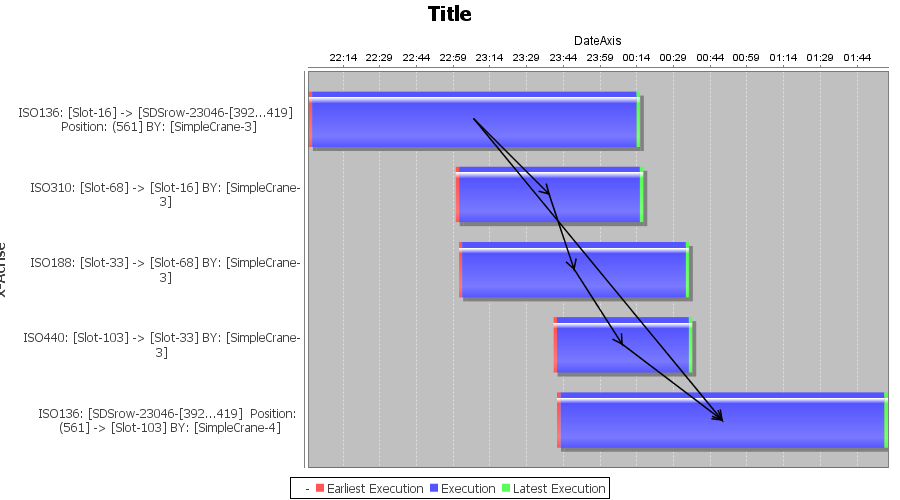 Title
DateAxis
22:14 22:29 22:44 22:59 23:14 23:29 23:44 23:59 00:14 00:29 00:44 00:59 01:14 01:29 01:44
ISO136: [Slot-16] -> [SDSrow-23046-[392...419]
Position: (561] BY: [SimpleCrane-3]
ISO310: [Slot-68] -> [Slot-16] BY: [SimpleCrane-
3]
ISO188: [Slot-33] -> [Slot-68] BY: [SimpleCrane-
3]
ISO440: [Slot-103] -> [Slot-33] BY: [SimpleCrane-
3]
ISO136: [SDSrow-23046-[392...419] Position:
(561] -> [Slot-103] BY: [SimpleCrane-4]
- Earliest Execution Execution Latest Execution